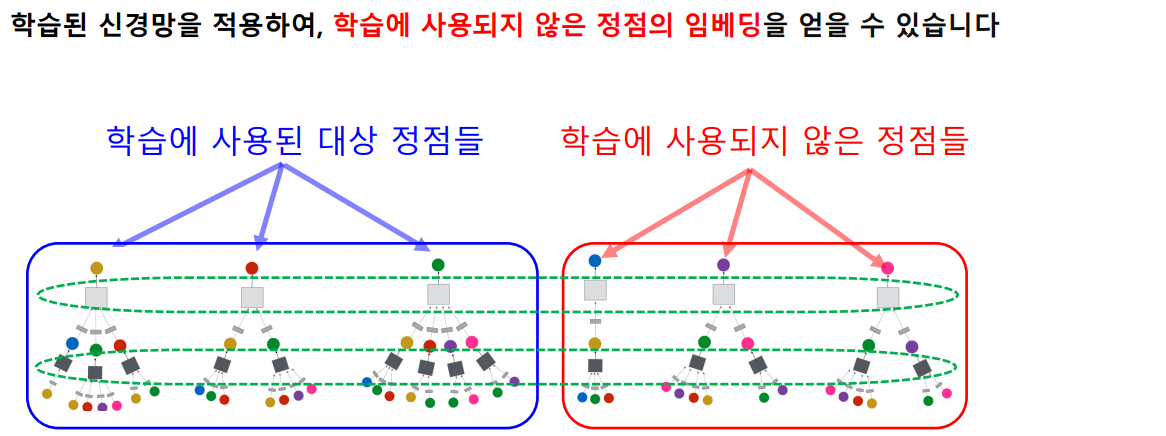 학습된 신경망을 적용하여, 학습에 사용되지 않은 정점의 임베딩을 얻을 수 있습니다
학습에 사용된 대상 정점들
학습에 사용되지 않은 정점들